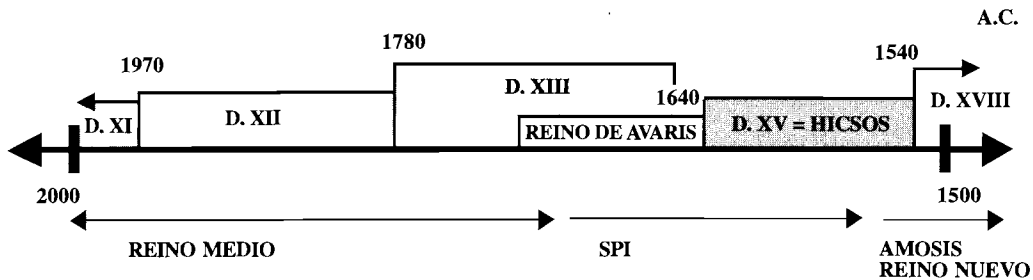 A.C.
1780
1970
1540
D. XIII
1640
D. XI
D. XII
REINO DE AVARIS
D. XV = HICSOS
D. XVIII
2000
1500
REINO MEDIO
SPI
AMOSIS
REINO NUEVO